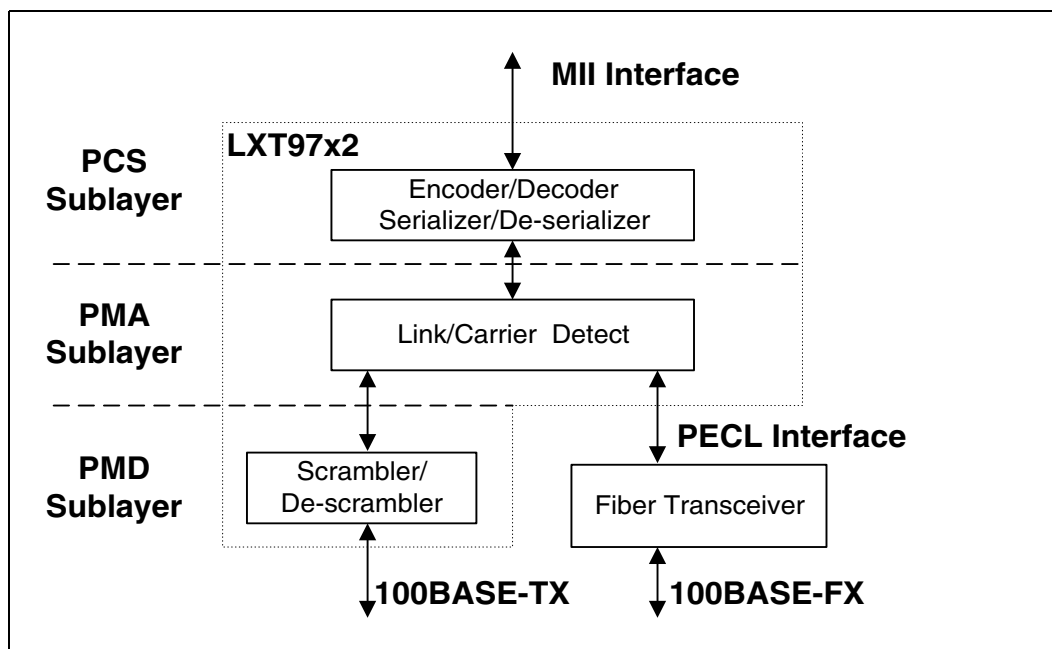 MII Interface
LXT97x2
PCS
Sublayer
Encoder/Decoder
Serializer/De-serializer
PMA
Sublayer
Link/Carrier Detect
PECL Interface
PMD
Sublayer
Scrambler/
De-scrambler
Fiber Transceiver
100BASE-TX
100BASE-FX